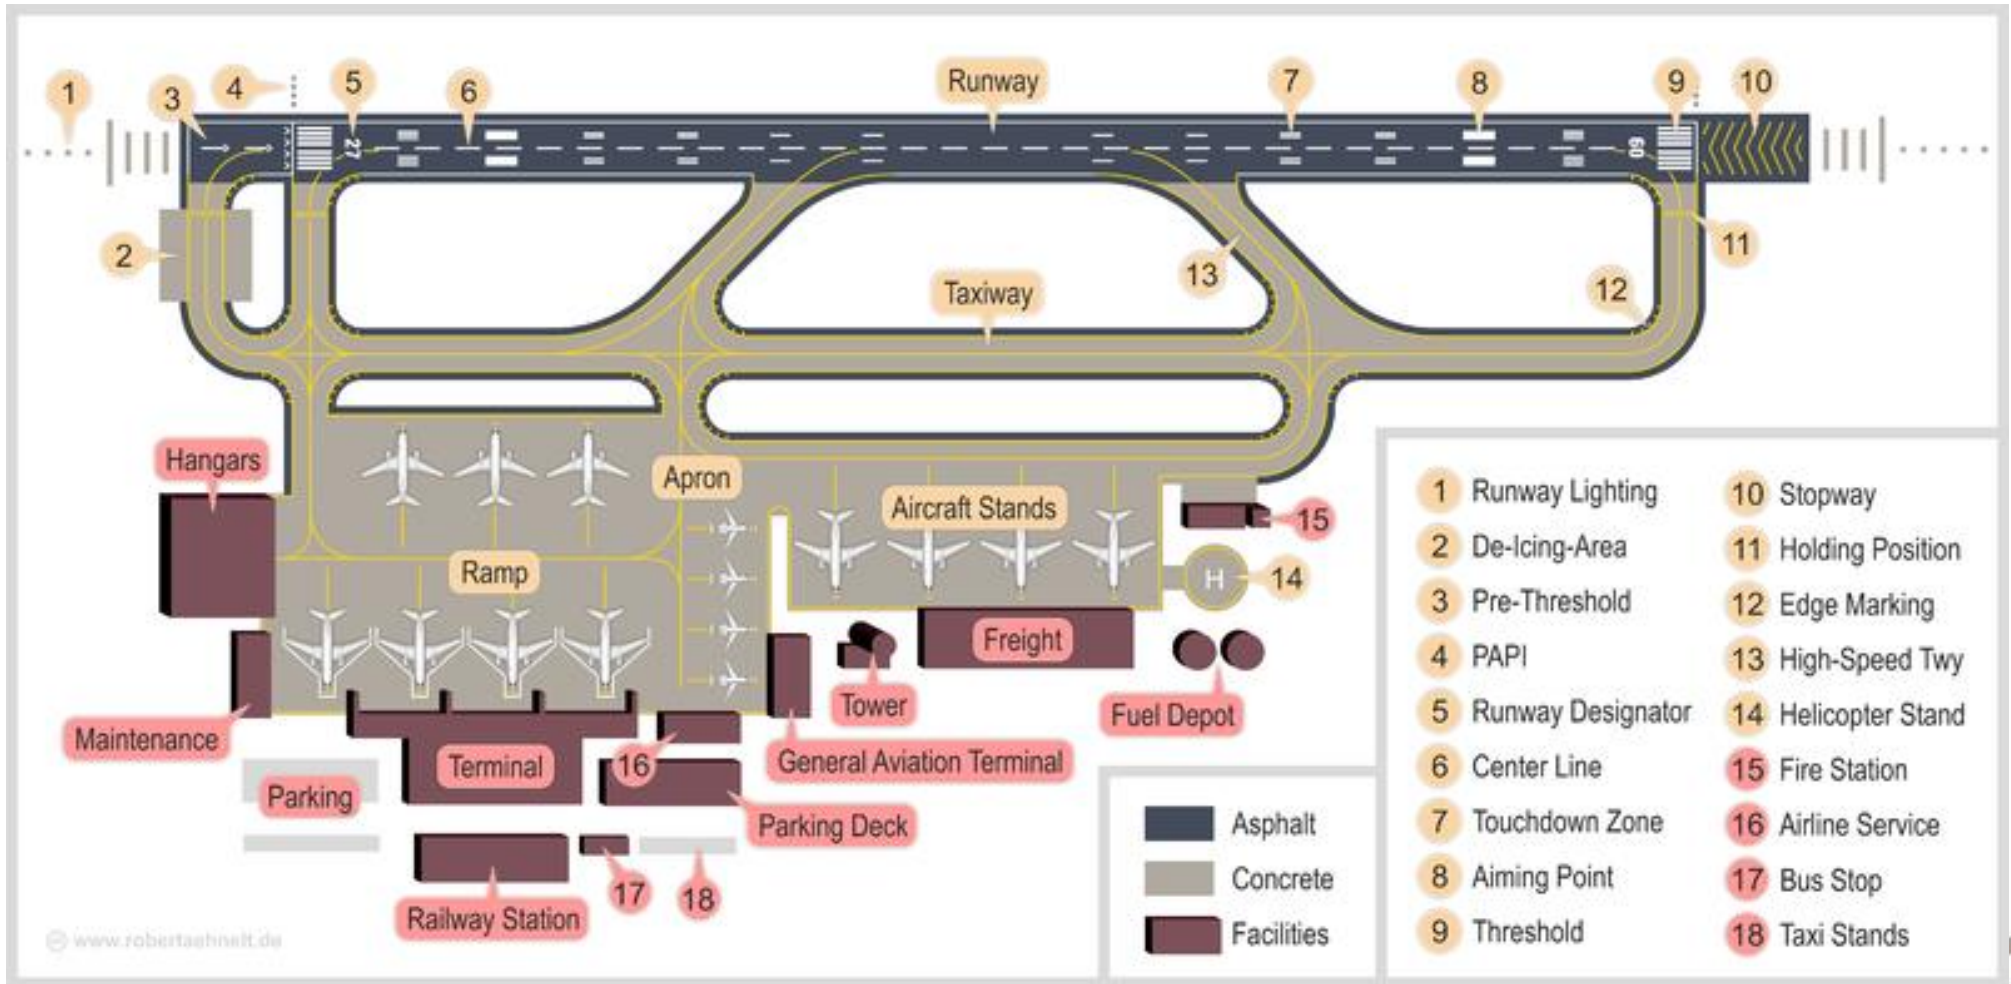 1
3
4
5
6
Runway
7
8
9
10
27
09
2
13
11
12
Taxiway
Hangars
Apron
Aircraft Stands
15
Ramp
14
H
Freight
Tower
Fuel Depot
Maintenance
Terminal
16
General Aviation Terminal
Parking
Parking Deck
17
18
Railway Station
www.robertaehnelt.de
Asphalt
Concrete
Facilities
1 Runway Lighting
2 De-Icing-Area
3 Pre-Threshold
4 PAPI
5 Runway Designator
6 Center Line
7 Touchdown Zone
8 Aiming Point
9 Threshold
10 Stopway
11 Holding Position
12 Edge Marking
13 High-Speed Twy
14 Helicopter Stand
15 Fire Station
16 Airline Service
17 Bus Stop
18 Taxi Stands